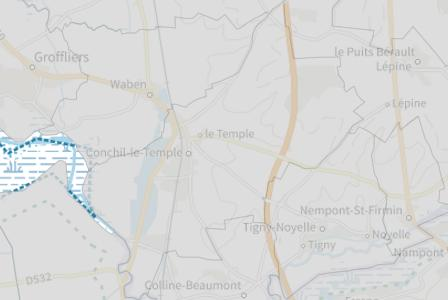 Groffliers
le Puits Bérault
Lépine
Waben
Lépine
le Temple
Conchil-le-Temple
Nempont-St-Firmin
Tigny-Noyelle
Noyelle
Tigny
Nampont
D532
Colline-Beaumont